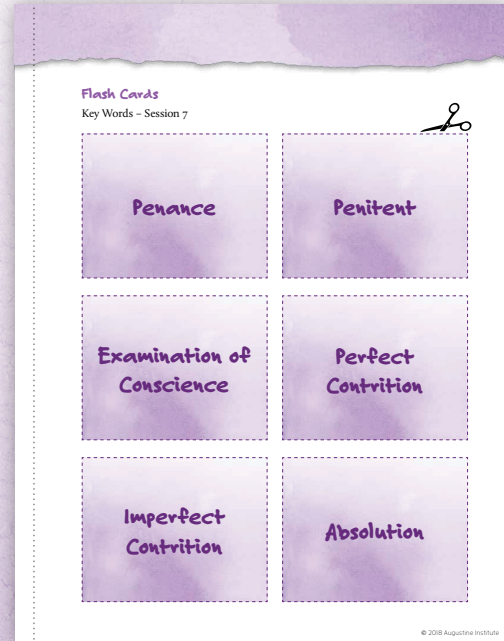 Flash Cards
Key Words – Session 7
Penance
Penitent
Examination of
Conscience
Perfect
Contrition
Imperfect
Contrition
Absolution
© 2018 Augustine Institute